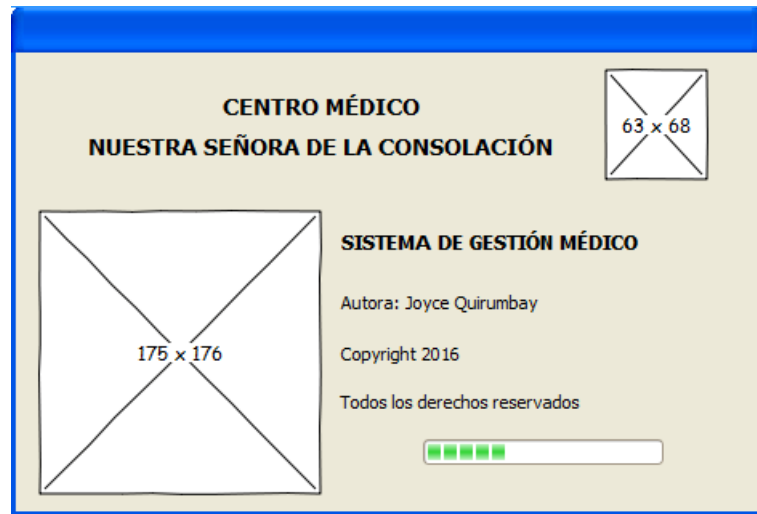 CENTRO MÉDICO
NUESTRA SEÑORA DE LA CONSOLACIÓN
63 x 68
175 x 176
SISTEMA DE GESTIÓN MÉDICO
Autora: Joyce Quirumbay
Copyright 2016
Todos los derechos reservados